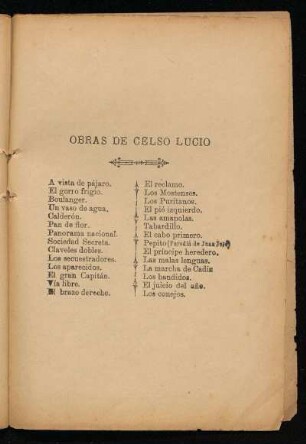 OBRAS DE CELSO LUCIO
A vista de pájaro.
El gorro frigio.
Boulanger.
Un vaso de agua.
Calderón.
Pan de flor.
Panorama nacional.
Sociedad Secreta.
Claveles dobles.
Los secuestradores.
Los aparecidos.
El gran Capitán.
Vía libre.
El brazo derecho.
El reclamo.
Los Mostenses.
Los Puritanos.
El pié izquierdo.
Las amapolas.
Tabardillo.
El cabo primero.
Pepito (Parodia de Juan José)
El príncipe heredero.
Las malas lenguas.
La marcha de Cadiz
Los bandidos.
El juicio del año.
Los conejos.